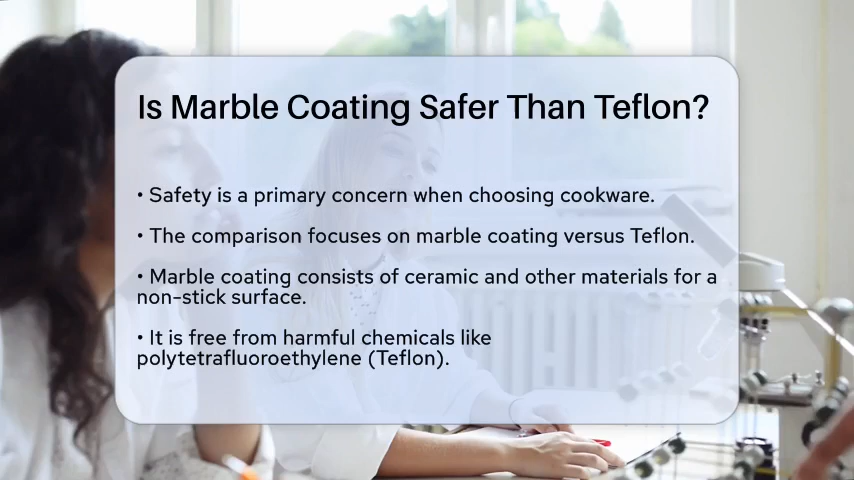 Is Marble Coating Safer Than Teflon?
• Safety is a primary concern when choosing cookware.
• The comparison focuses on marble coating versus Teflon.
• Marble coating consists of ceramic and other materials for a
non-stick surface.
• It is free from harmful chemicals like
polytetrafluoroethylene (Teflon).